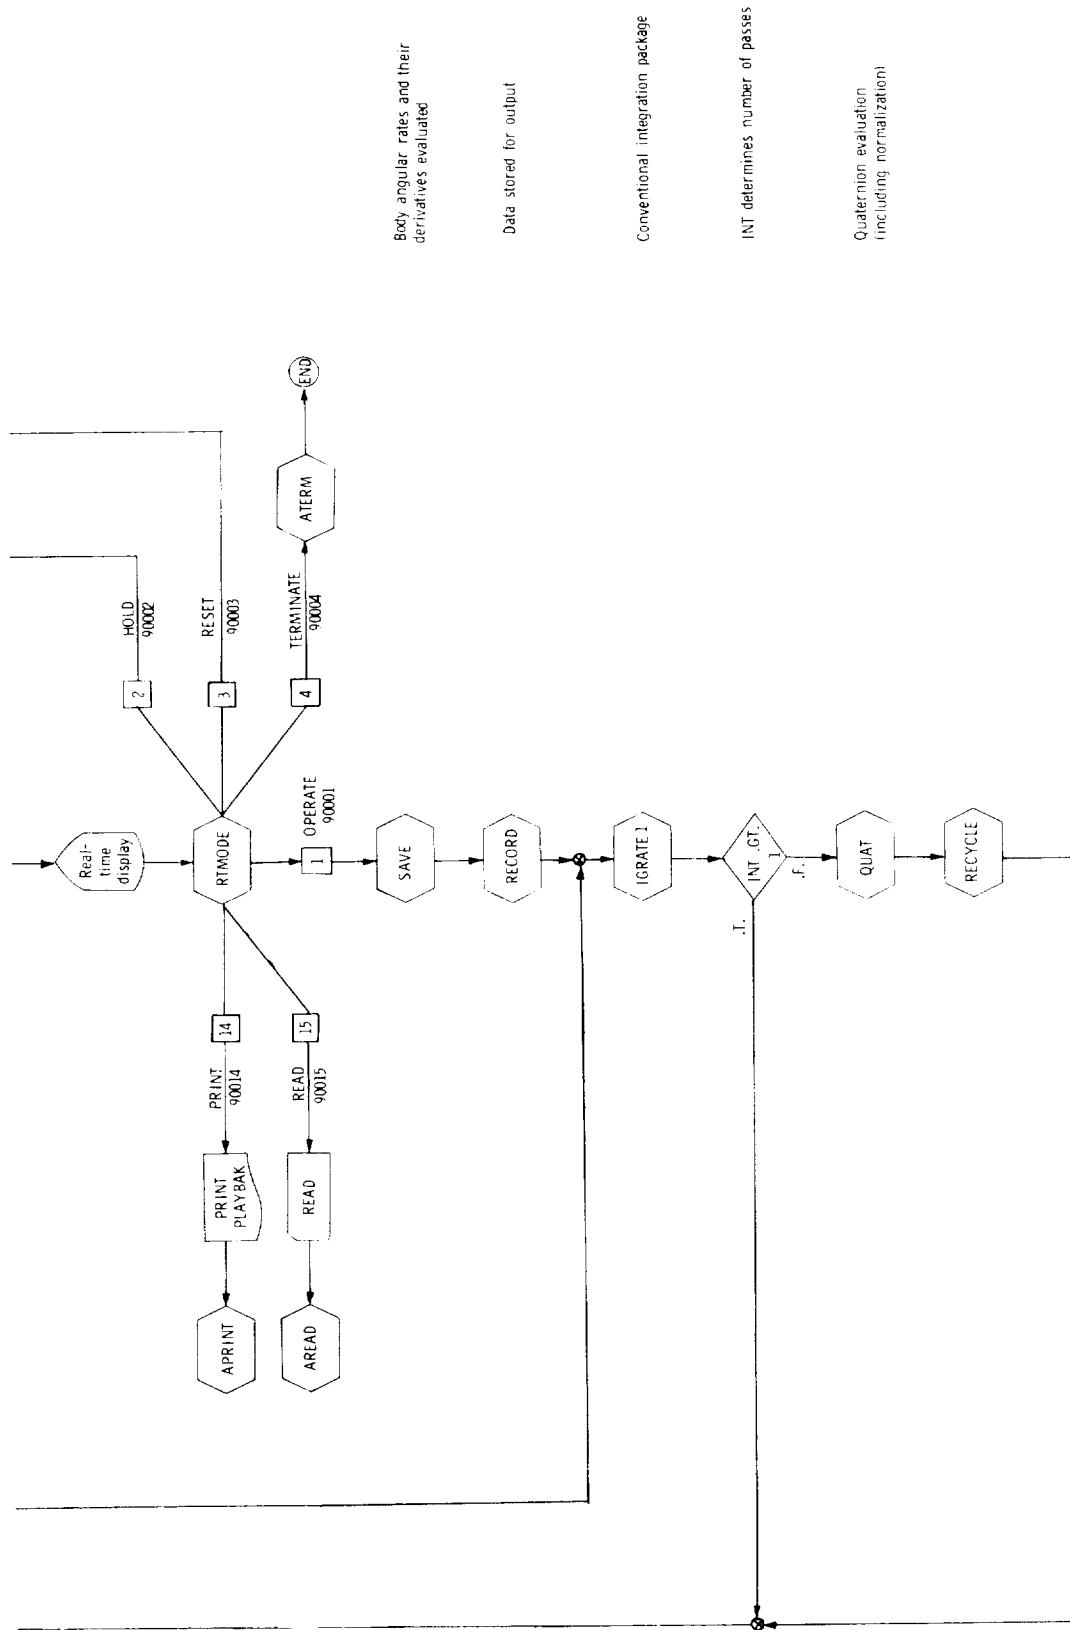 Real-
time
display
RTMODE
2
HOLD
90002
3
RESET
90003
4
TERMINATE
90004
ATERM
END
14
PRINT
90014
PRINT
PLAYBAK
APRINT
15
READ
90015
READ
AREAD
1
OPERATE
90001
SAVE
Body angular rates and their
derivatives evaluated
RECORD
Data stored for output
IGRATE1
Conventional integration package
INT .GT.
1
.T.
.F.
INT determines number of passes
QUAT
Quaternion evaluation
(including normalization)
RECYCLE